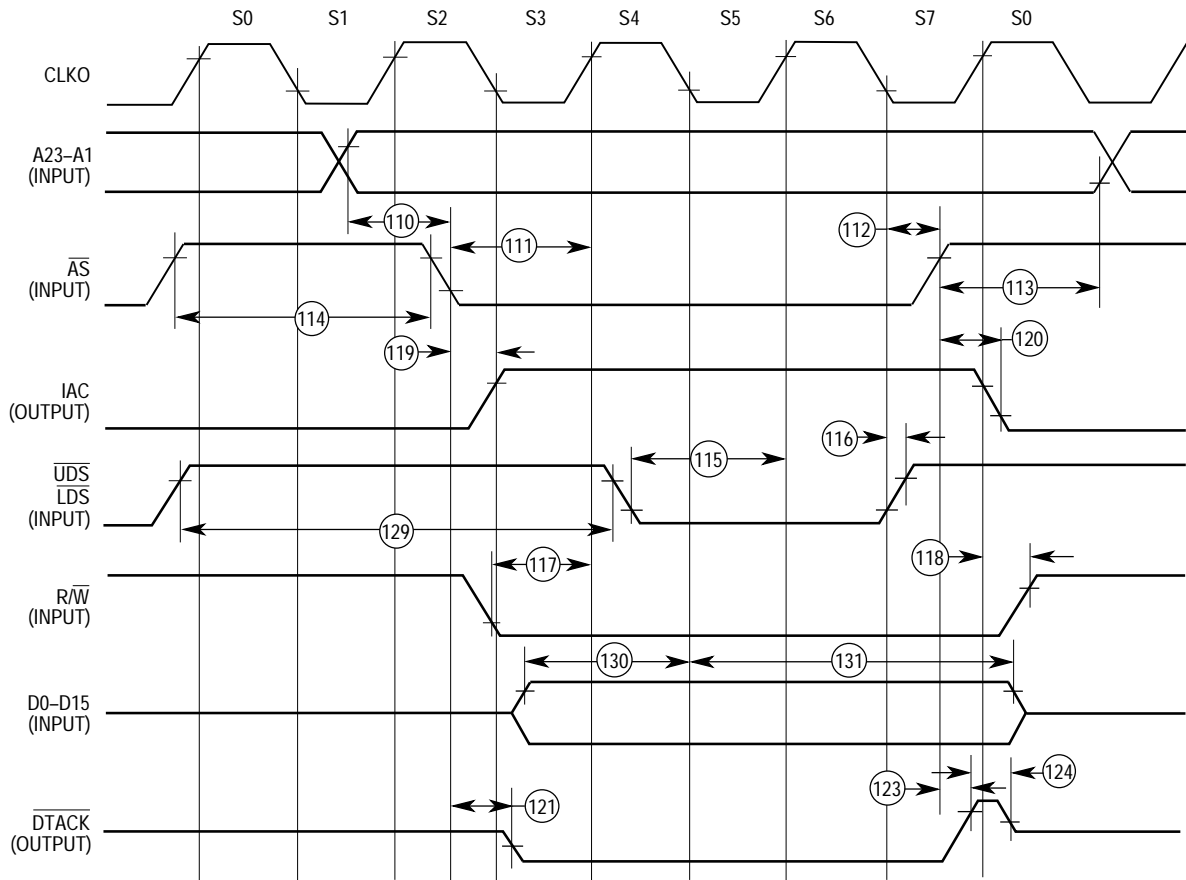 S0 S1 S2 S3 S4 S5 S6 S7 S0
CLKO
A23–A1
(INPUT)
110
111
112
AS
(INPUT)
113
114
119
120
IAC
(OUTPUT)
116
115
UDS
LDS
(INPUT)
129
117
118
R/W
(INPUT)
130
131
D0–D15
(INPUT)
124
123
121
DTACK
(OUTPUT)